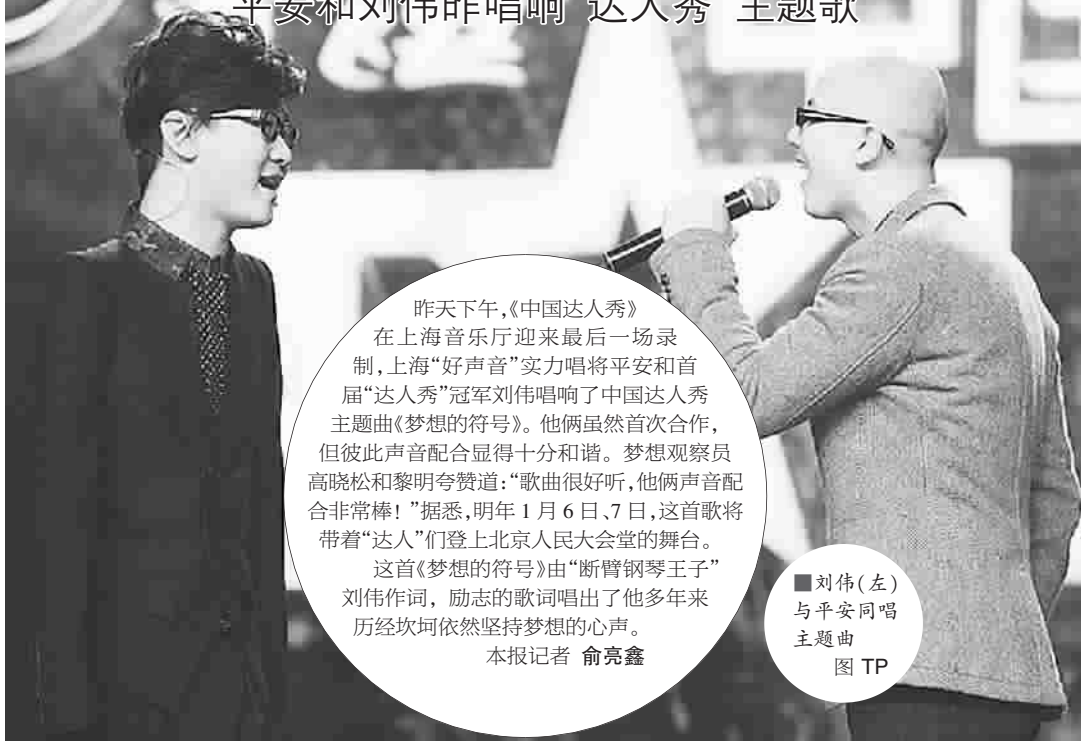 平安和刘伟昨唱响“达人秀”主题歌
昨天下午,《中国达人秀》
在上海音乐厅迎来最后一场录
制,上海“好声音”实力唱将平安和首
届“达人秀”冠军刘伟唱响了中国达人秀
主题曲《梦想的符号》。他俩虽然首次合作,
但彼此声音配合显得十分和谐。梦想观察员
高晓松和黎明夸赞道:“歌曲很好听,他俩声音配
合非常棒!”据悉,明年1月6日、7日,这首歌将
带着“达人”们登上北京人民大会堂的舞台。
这首《梦想的符号》由“断臂钢琴王子”
刘伟作词,励志的歌词唱出了他多年来
历经坎坷依然坚持梦想的心声。
本报记者 俞亮鑫
■刘伟(左)
与平安同唱
主题曲
图 TP